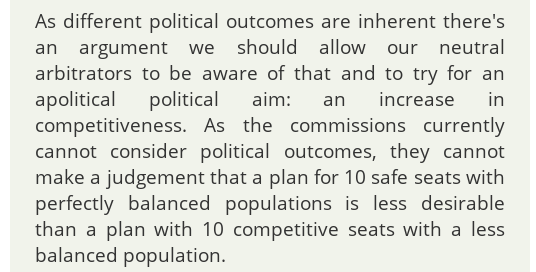 As different political outcomes are inherent there's
an argument we should allow our neutral
arbitrators to be aware of that and to try for an
apolitical political aim: an increase in
competitiveness. As the commissions currently
cannot consider political outcomes, they cannot
make a judgement that a plan for 10 safe seats with
perfectly balanced populations is less desirable
than a plan with 10 competitive seats with a less
balanced population.